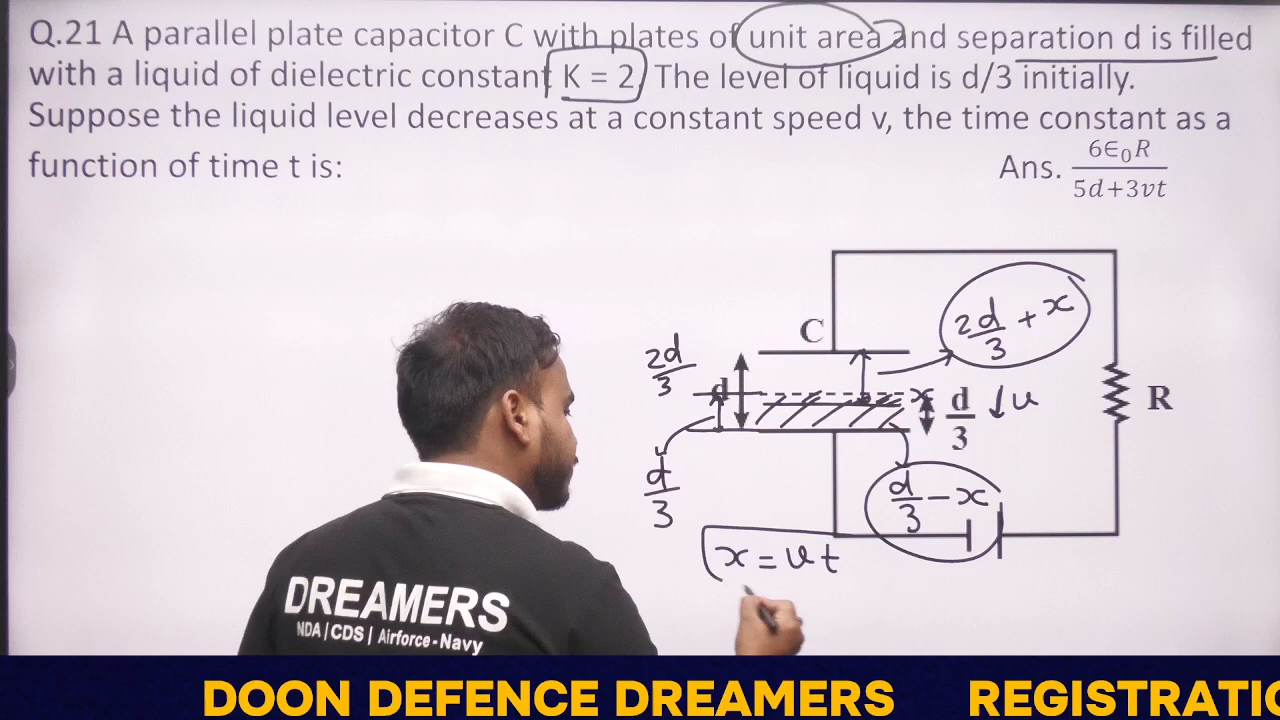 Q.21 A parallel plate capacitor C with plates of unit area and separation d is filled
with a liquid of dielectric constant K = 2. The level of liquid is d/3 initially.
Suppose the liquid level decreases at a constant speed v, the time constant as a
function of time t is:
Ans. 6∈₀R / 5d+3vt
C
2d/3 + x
2d/3
d
x
d/3
↓v
R
d/3
d/3 − x
x = vt
DREAMERS
NDA | CDS | Airforce-Navy
DOON DEFENCE DREAMERS REGISTRATIO